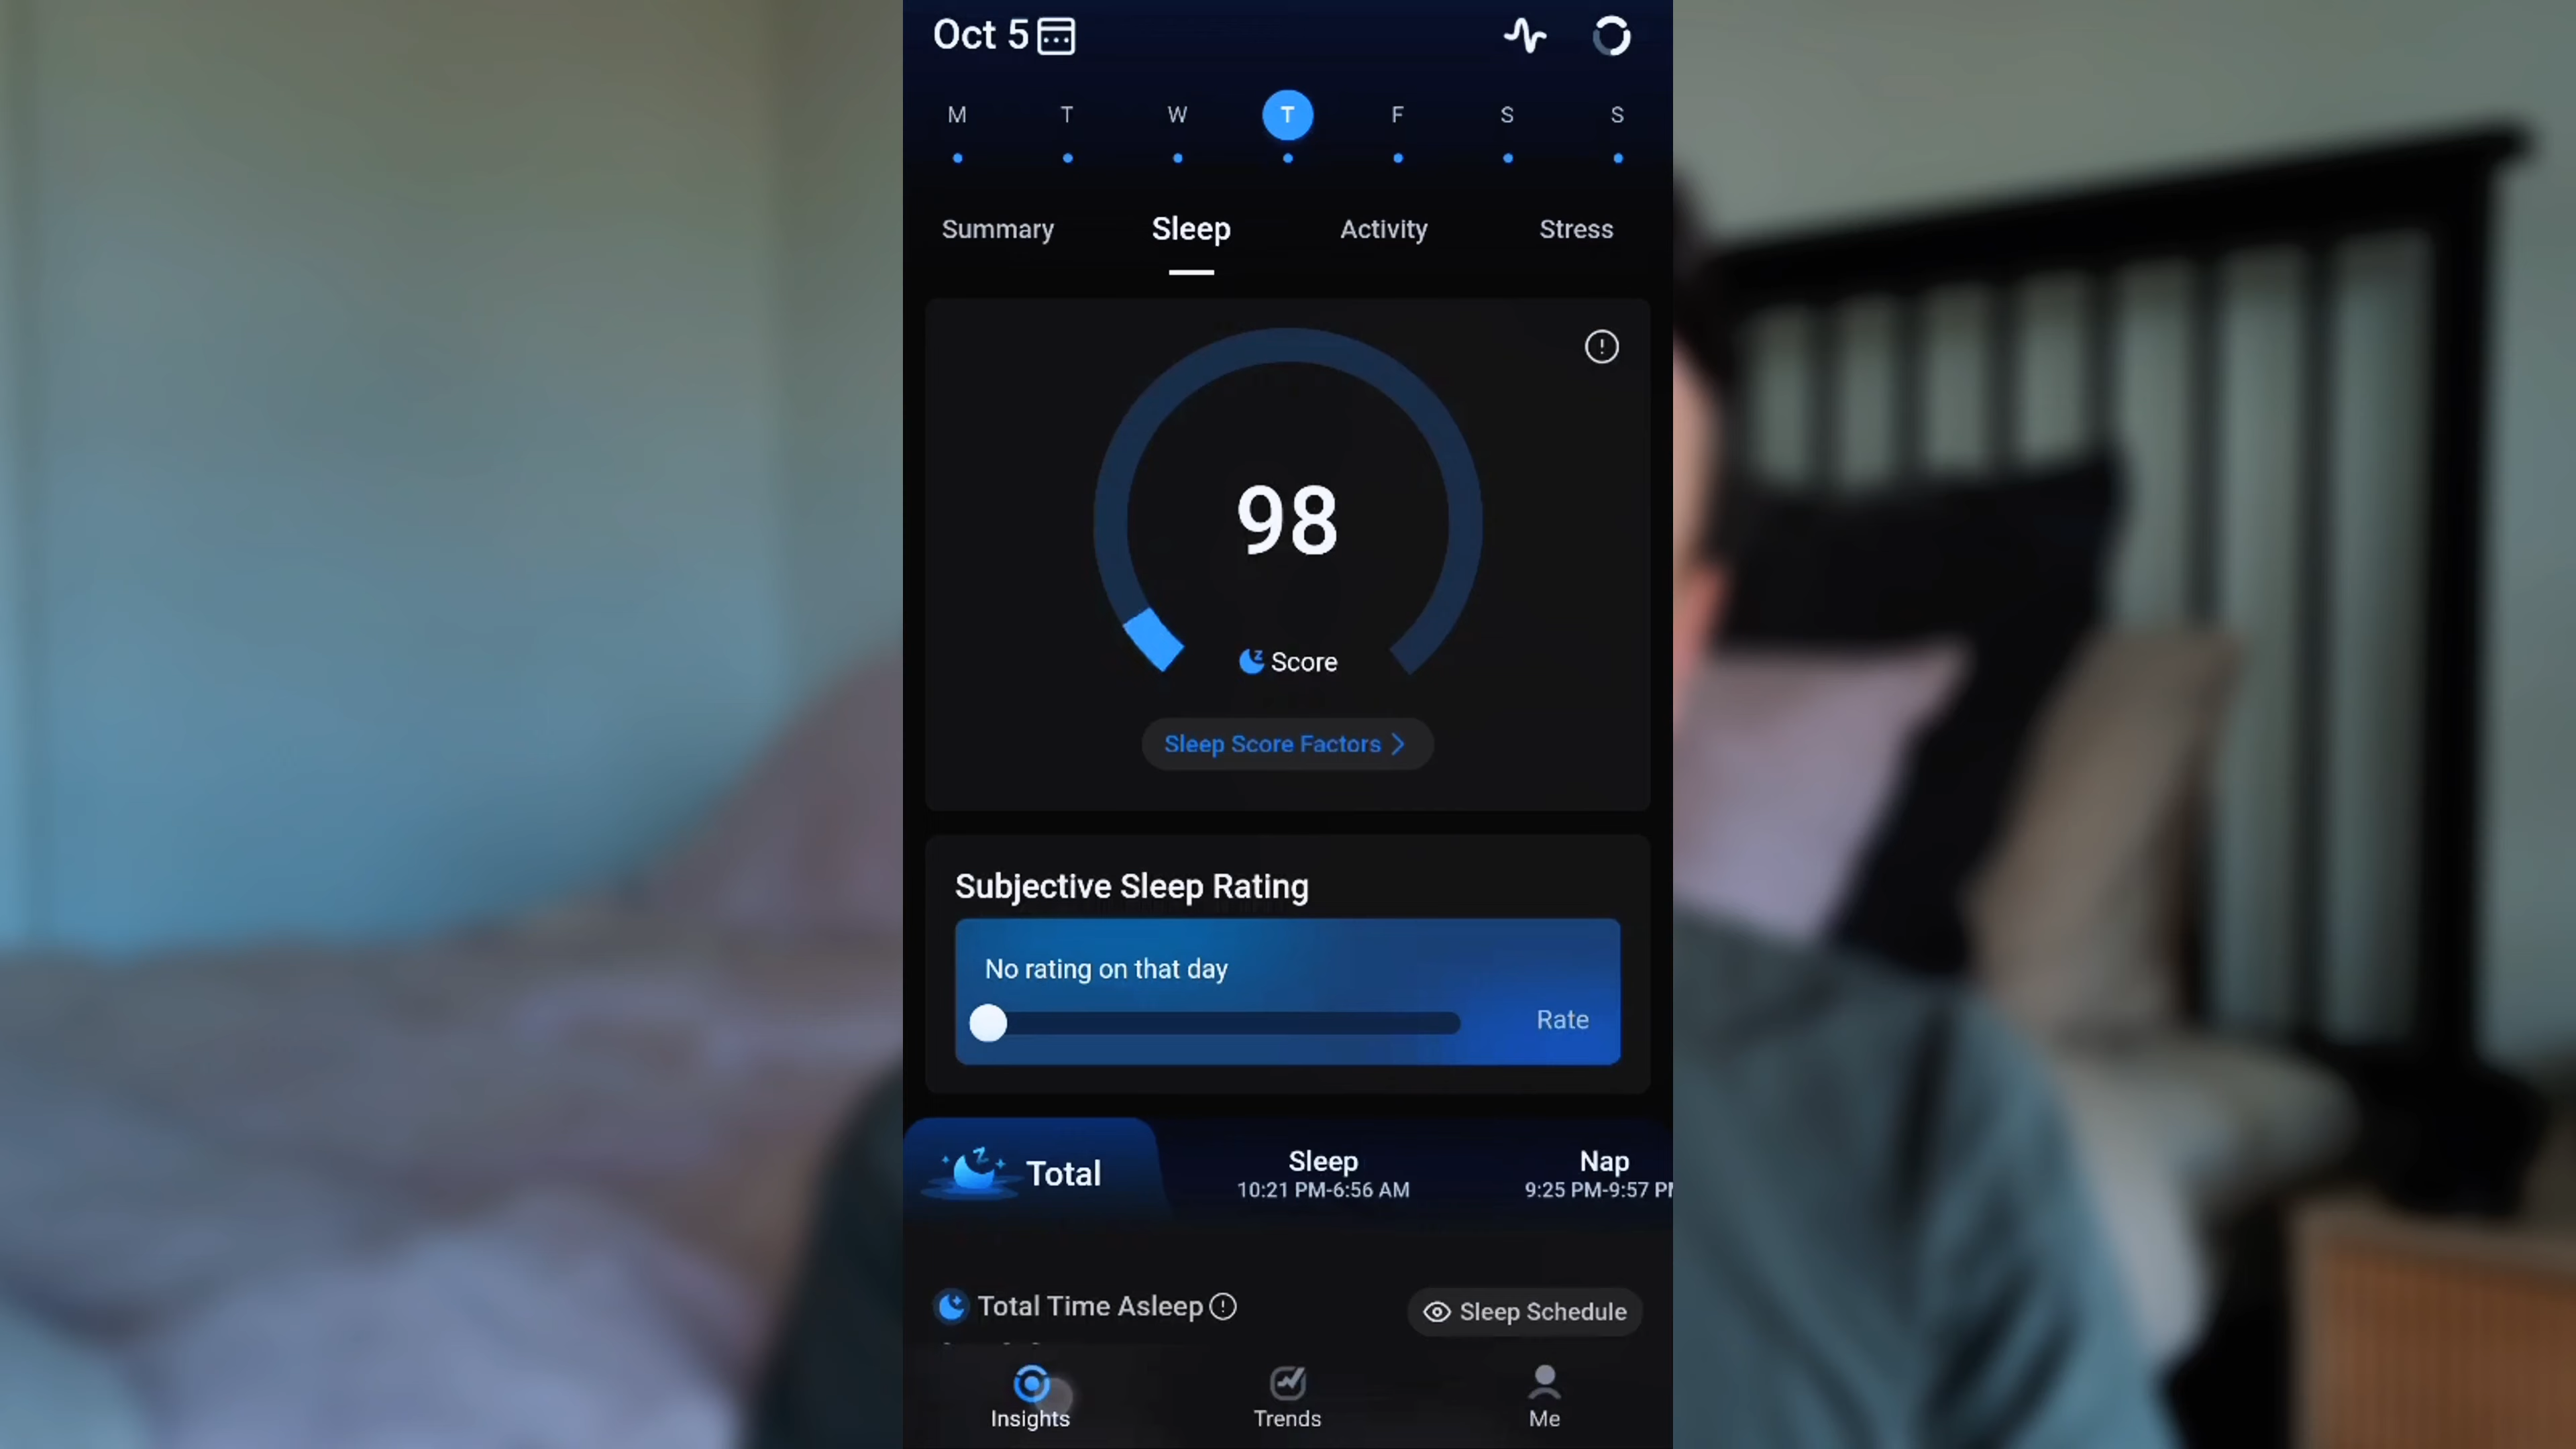 Oct 5
M T W T F S S
Summary Sleep Activity Stress
98
Score
Sleep Score Factors
Subjective Sleep Rating
No rating on that day
Rate
Total
Sleep
10:21 PM-6:56 AM
Nap
9:25 PM-9:57
Total Time Asleep
Sleep Schedule
Insights Trends Me